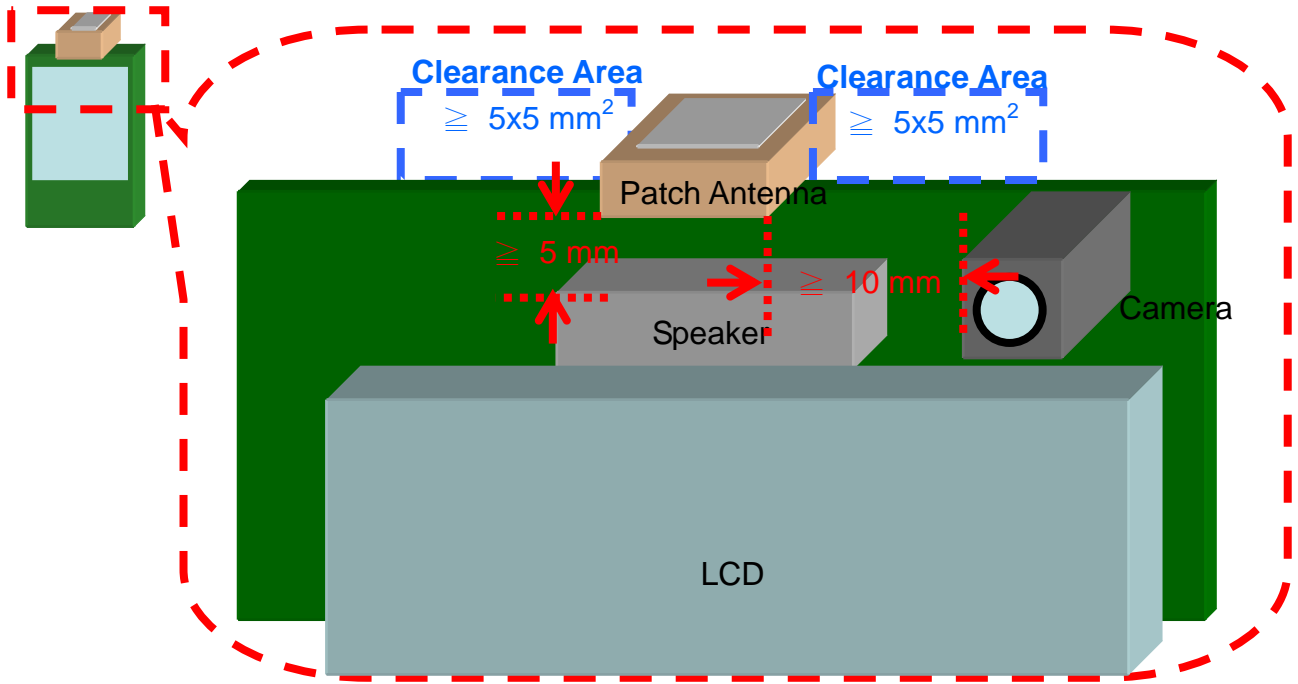 Clearance Area
Clearance Area
≧ 5x5 mm²
≧ 5x5 mm²
Patch Antenna
≧ 5 mm
≧ 10 mm
Camera
Speaker
LCD